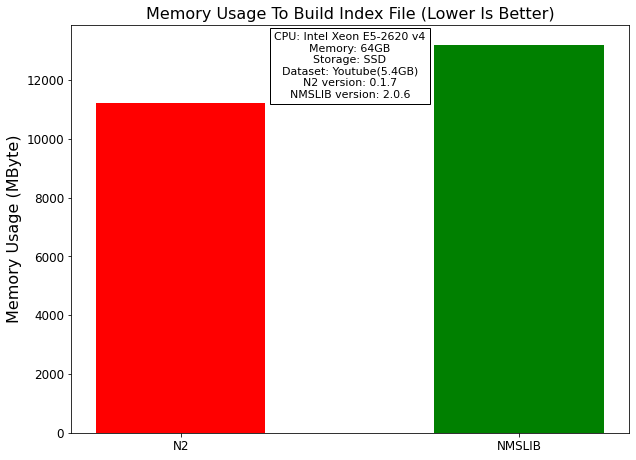 Memory Usage To Build Index File (Lower Is Better)
CPU: Intel Xeon E5-2620 v4
Memory: 64GB
Storage: SSD
Dataset: Youtube(5.4GB)
N2 version: 0.1.7
NMSLIB version: 2.0.6
Memory Usage (MByte)
12000
10000
8000
6000
4000
2000
0
N2
NMSLIB